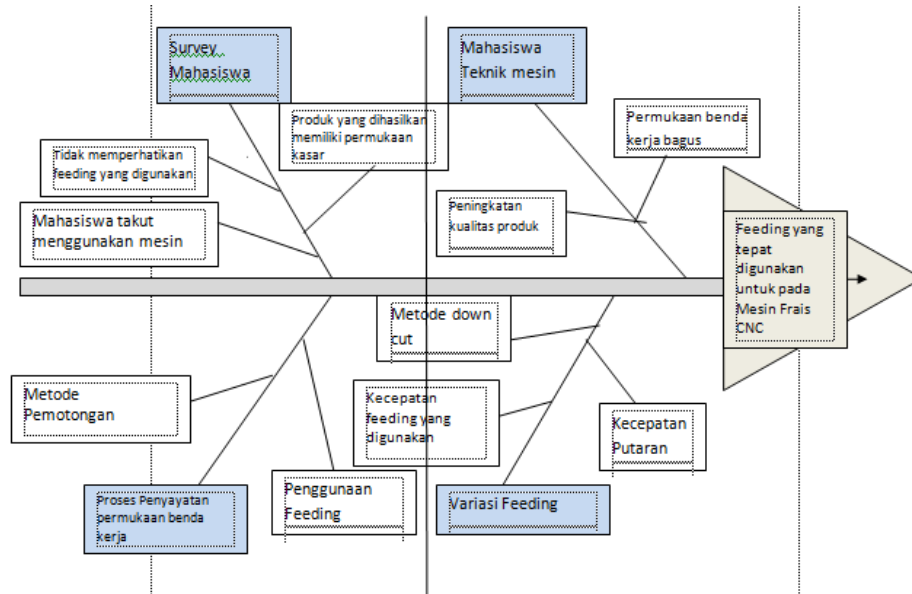 Survey
Mahasiswa
Mahasiswa
Teknik mesin
Produk yang dihasilkan
memiliki permukaan
kasar
Permukaan benda
kerja bagus
Tidak memperhatikan
feeding yang digunakan
Mahasiswa takut
menggunakan mesin
Peningkatan
kualitas produk
Feeding yang
tepat
digunakan
untuk pada
Mesin Frais
CNC
Metode down
cut
Metode
Pemotongan
Kecepatan
feeding yang
digunakan
Kecepatan
Putaran
Proses Penyayatan
permukaan benda
kerja
Penggunaan
Feeding
Variasi Feeding